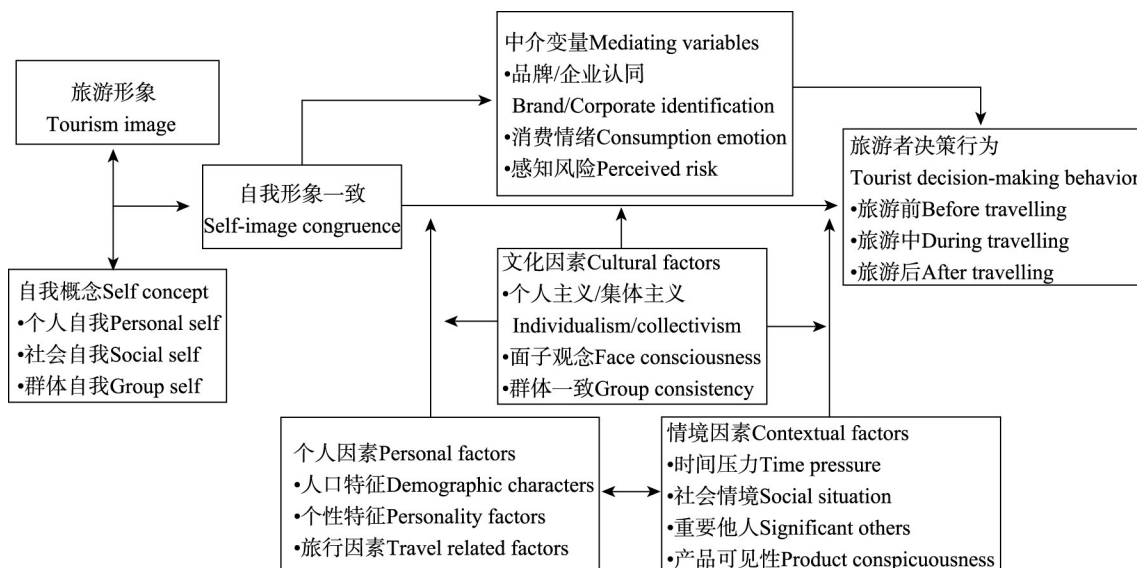 旅游形象
Tourism image
自我概念Self concept
•个人自我Personal self
•社会自我Social self
•群体自我Group self
自我形象一致
Self-image congruence
中介变量Mediating variables
•品牌/企业认同
Brand/Corporate identification
•消费情绪Consumption emotion
•感知风险Perceived risk
文化因素Cultural factors
•个人主义/集体主义
Individualism/collectivism
•面子观念Face consciousness
•群体一致Group consistency
个人因素Personal factors
•人口特征Demographic characters
•个性特征Personality factors
•旅行因素Travel related factors
情境因素Contextual factors
•时间压力Time pressure
•社会情境Social situation
•重要他人Significant others
•产品可见性Product conspicuousness
旅游者决策行为
Tourist decision-making behavior
•旅游前Before travelling
•旅游中During travelling
•旅游后After travelling